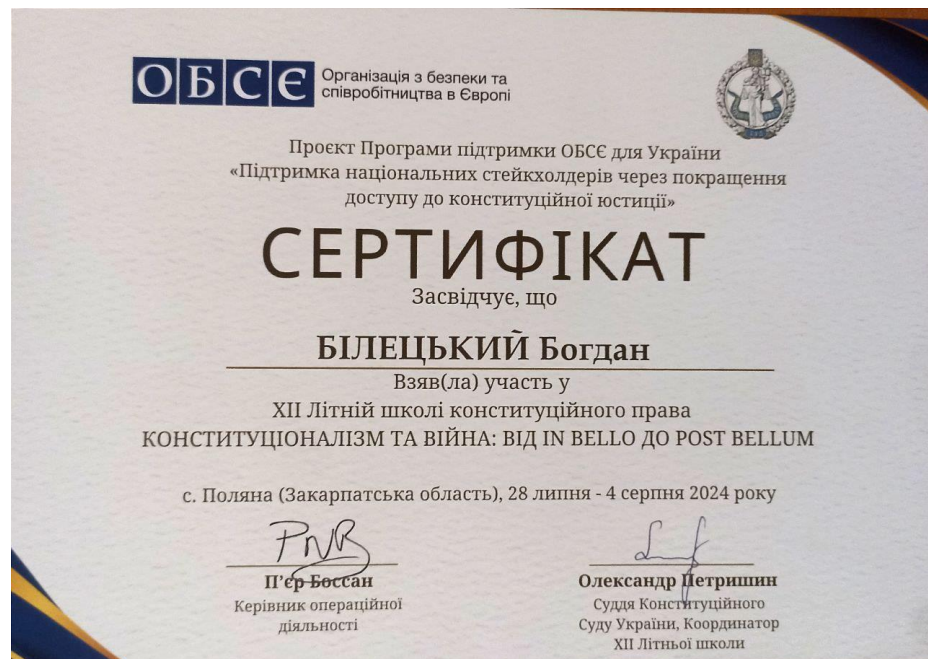 ОБСЄ
Організація з безпеки та
співробітництва в Європі
Проєкт Програми підтримки ОБСЄ для України
«Підтримка національних стейкхолдерів через покращення
доступу до конституційної юстиції»
СЕРТИФІКАТ
Засвідчує, що
БІЛЕЦЬКИЙ Богдан
Взяв(ла) участь у
XII Літній школі конституційного права
КОНСТИТУЦІОНАЛІЗМ ТА ВІЙНА: ВІД IN BELLO ДО POST BELLUM
с. Поляна (Закарпатська область), 28 липня - 4 серпня 2024 року
П'єр Боссан
Керівник операційної
діяльності
Олександр Петришин
Суддя Конституційного
Суду України, Координатор
XII Літньої школи